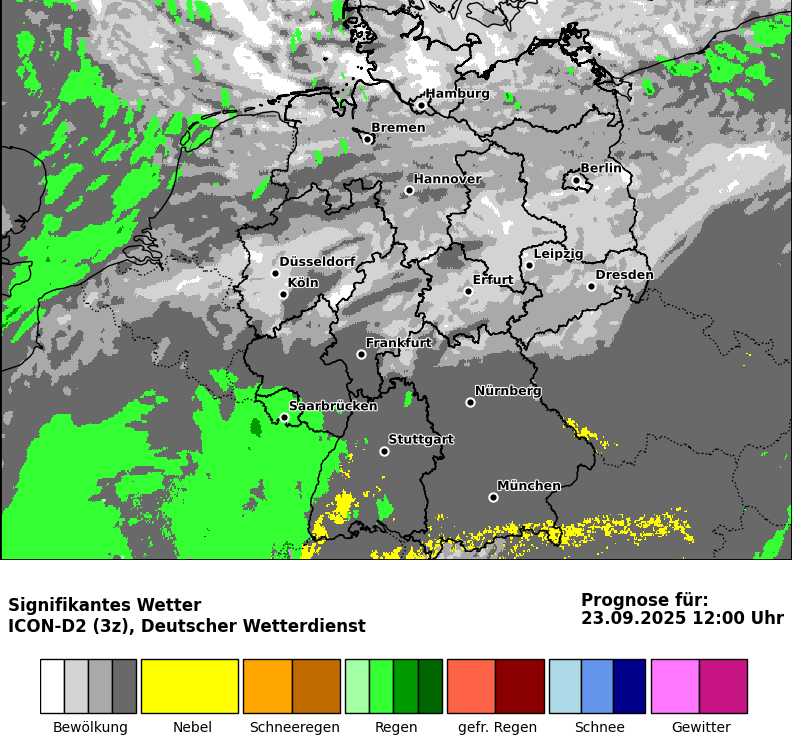 Hamburg
Bremen
Berlin
Hannover
Leipzig
Düsseldorf
Dresden
Köln
Erfurt
Frankfurt
Nürnberg
Saarbrücken
Stuttgart
München
Signifikantes Wetter
ICON-D2 (3z), Deutscher Wetterdienst
Prognose für:
23.09.2025 12:00 Uhr
Bewölkung
Nebel
Schneeregen
Regen
gefr. Regen
Schnee
Gewitter